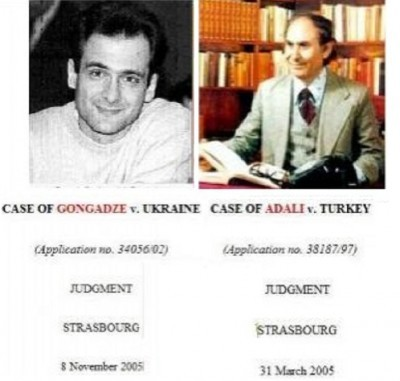 CASE OF GONGADZE v. UKRAINE
(Application no. 34056/02)
JUDGMENT
STRASBOURG
8 November 2005
CASE OF ADALI v. TURKEY
(Application no. 38187/97)
JUDGMENT
STRASBOURG
31 March 2005